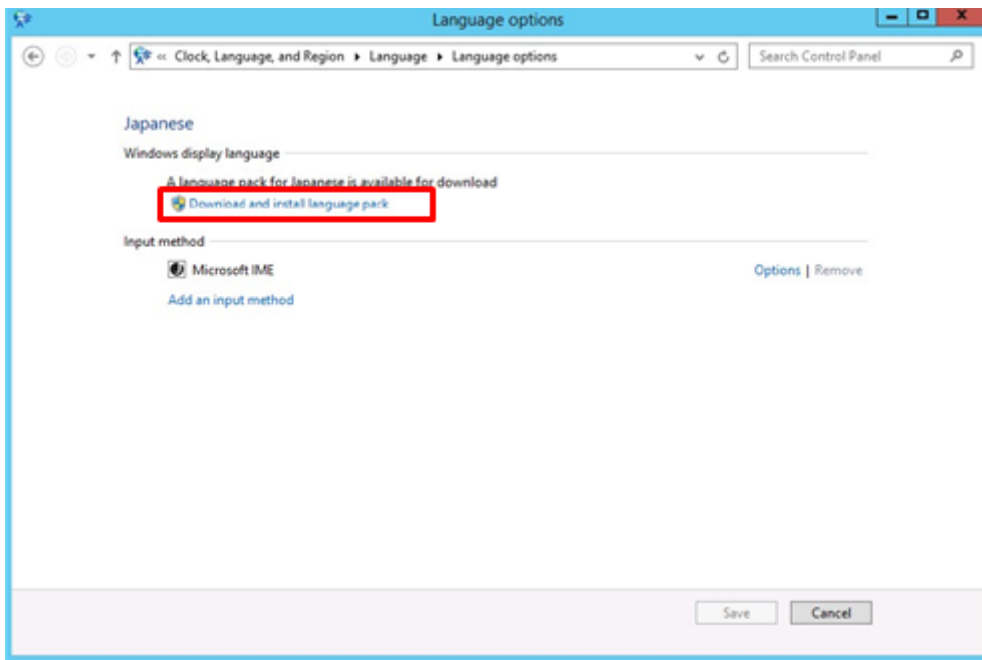 Language options
« Clock, Language, and Region ▸ Language ▸ Language options
Search Control Panel
Japanese
Windows display language
A language pack for Japanese is available for download
Download and install language pack
Input method
Microsoft IME
Options | Remove
Add an input method
Save
Cancel